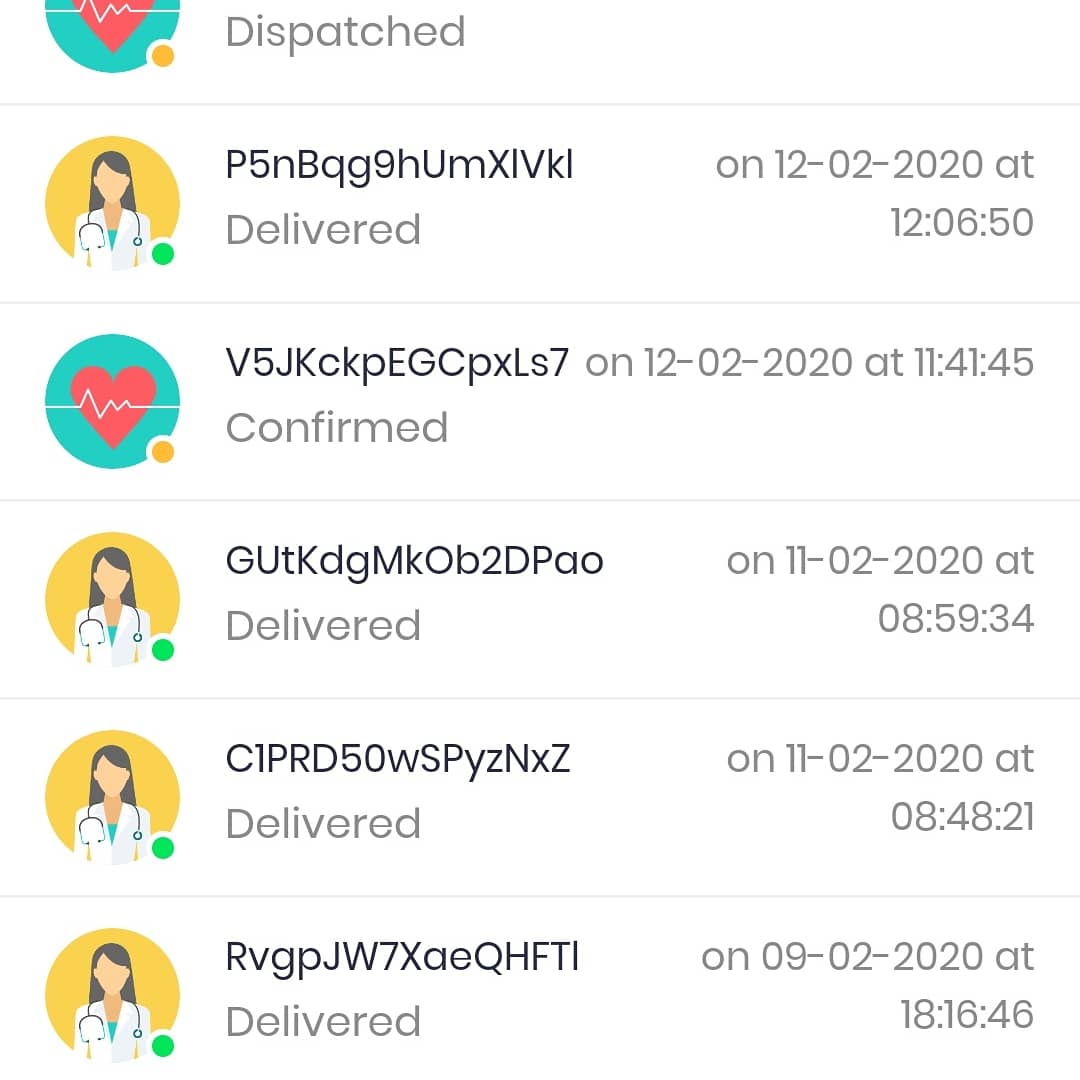 Dispatched
P5nBqg9hUmXlVkl on 12-02-2020 at
12:06:50
Delivered
V5JKckpEGCpxLs7 on 12-02-2020 at 11:41:45
Confirmed
GUtKdgMkOb2DPao on 11-02-2020 at
08:59:34
Delivered
C1PRD50wSPyzNxZ on 11-02-2020 at
08:48:21
Delivered
RvgpJW7XaeQHFTl on 09-02-2020 at
18:16:46
Delivered